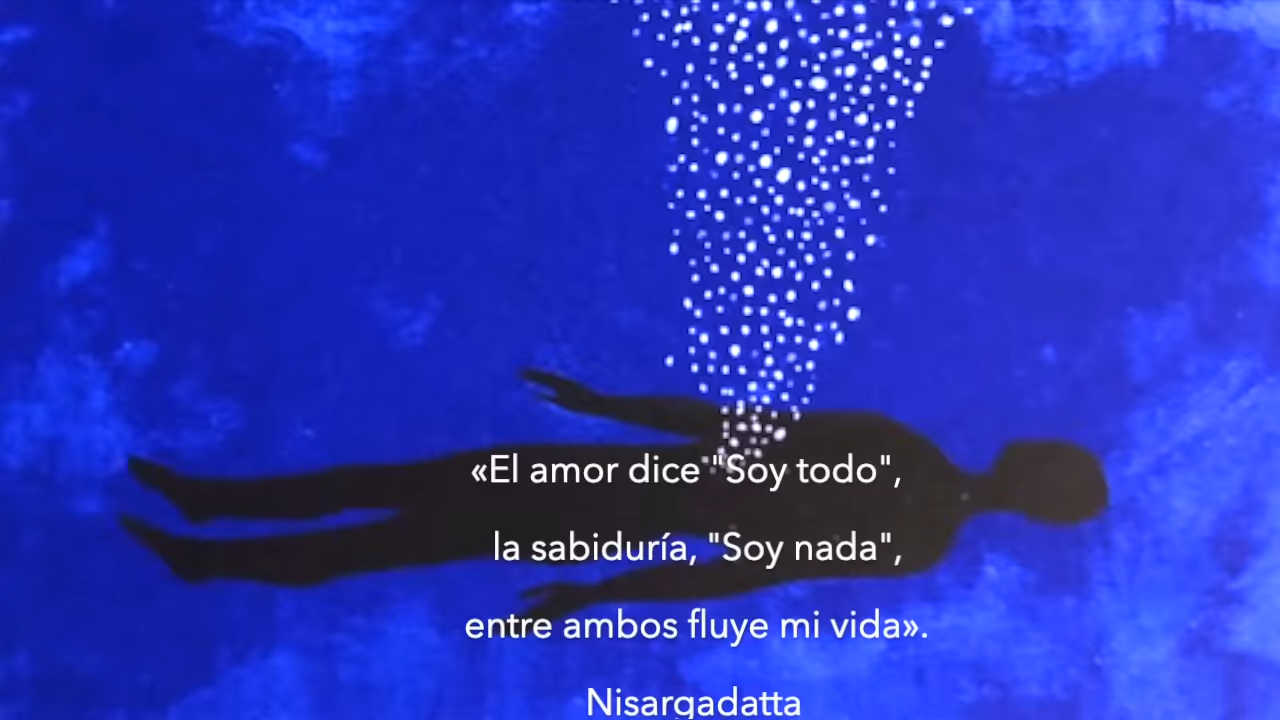 «El amor dice "Soy todo",
la sabiduría, "Soy nada",
entre ambos fluye mi vida».
Nisargadatta